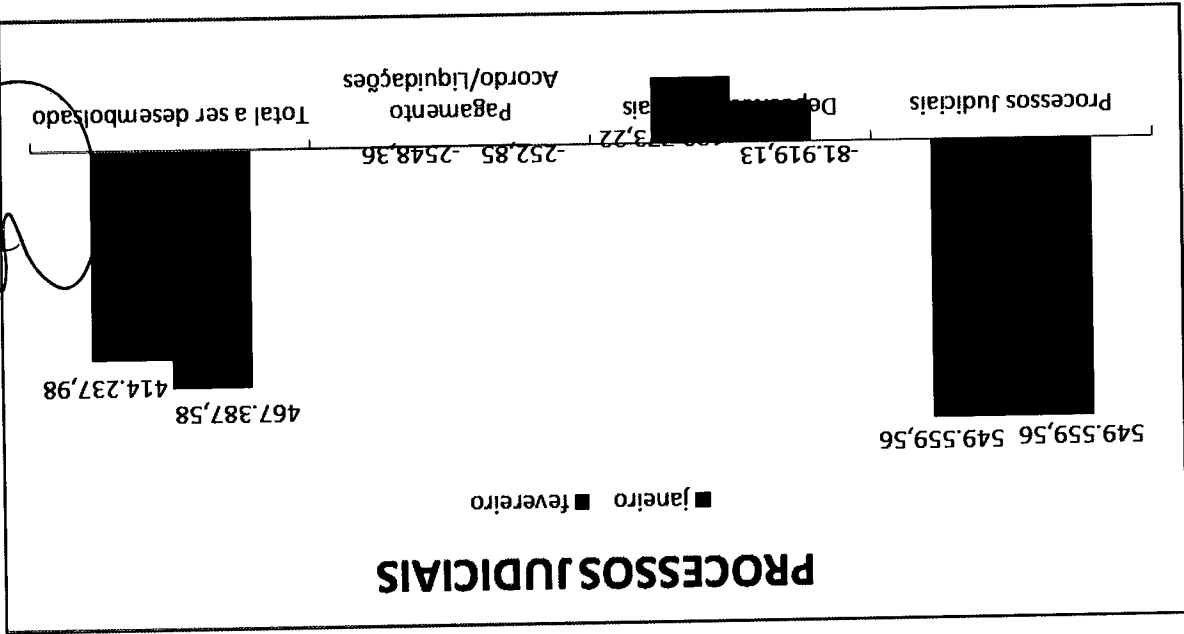 PROCESSOS JUDICIAIS
janeiro fevereiro
549.559,56 549.559,56
467.387,58
414.237,98
-81.919,13
-252,85 -2548,36
Processos Judiciais
Pagamento
Acordo/Liquidações
Total a ser desembolsado